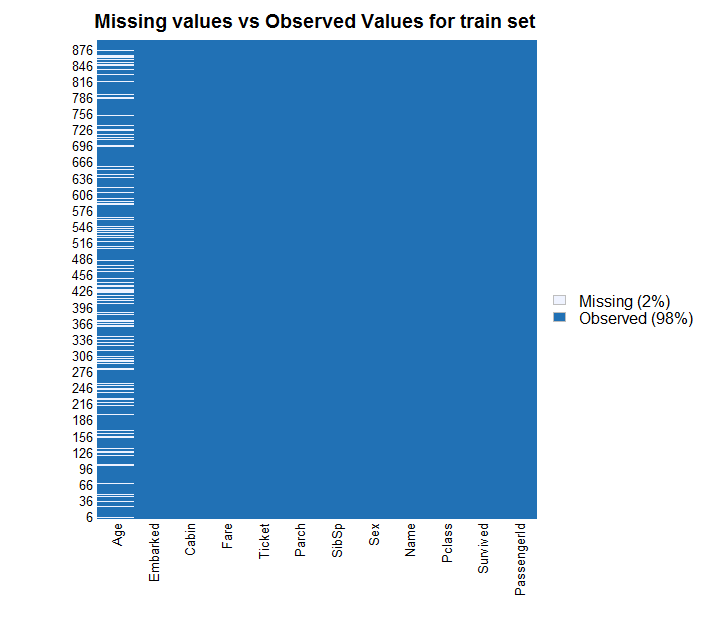 Missing values vs Observed Values for train set
876
846
816
786
756
726
696
666
636
606
576
546
516
486
456
426
396
366
336
306
276
246
216
186
156
126
96
66
36
6
Missing (2%)
Observed (98%)
Age
Embarked
Cabin
Fare
Ticket
Parch
SibSp
Sex
Name
Pclass
Survived
PassengerId